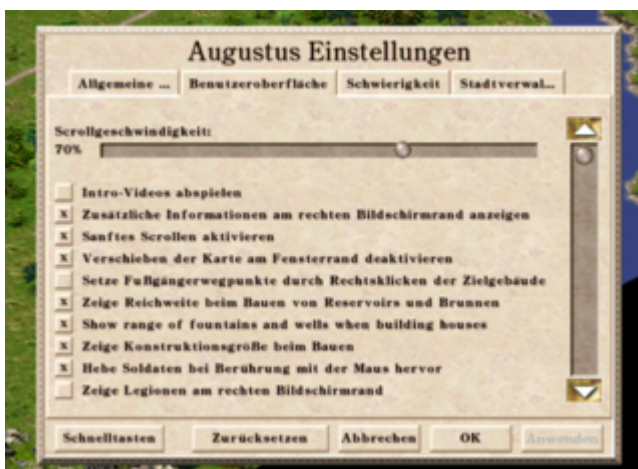 Augustus Einstellungen
Allgemeine ... Benutzeroberfläche Schwierigkeit Stadtverwal...
Scrollgeschwindigkeit:
70%
Intro-Videos abspielen
x Zusätzliche Informationen am rechten Bildschirmrand anzeigen
x Sanftes Scrollen aktivieren
x Verschieben der Karte am Fensterrand deaktivieren
Setze Fußgängerwegpunkte durch Rechtsklicken der Zielgebäude
x Zeige Reichweite beim Bauen von Reservoirs und Brunnen
x Show range of fountains and wells when building houses
x Zeige Konstruktionsgröße beim Bauen
x Hebe Soldaten bei Berührung mit der Maus hervor
Zeige Legionen am rechten Bildschirmrand
Schnelltasten Zurücksetzen Abbrechen OK Anwenden